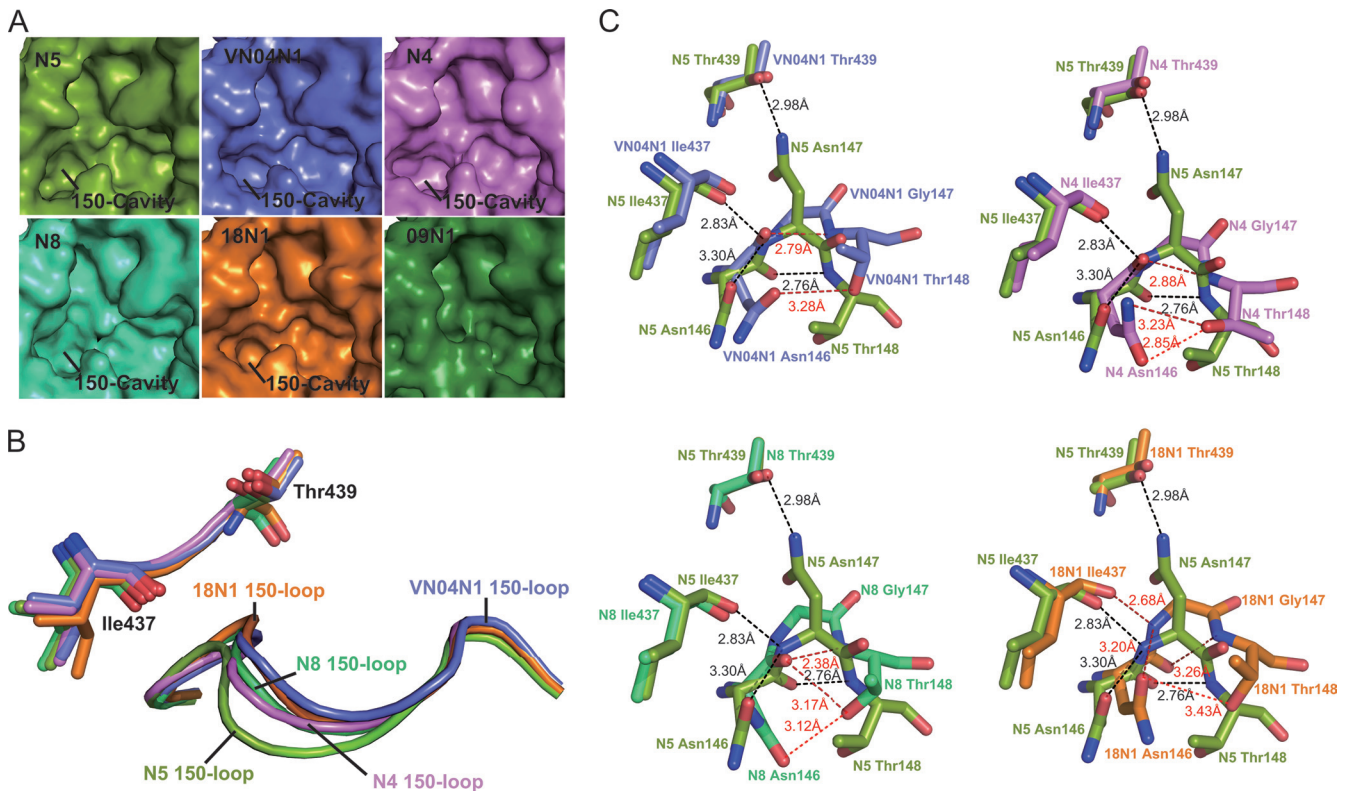 A
N5
VN04N1
N4
150-Cavity
150-Cavity
150-Cavity
N8
18N1
09N1
150-Cavity
150-Cavity
B
Thr439
Ile437
18N1 150-loop
VN04N1 150-loop
N8 150-loop
N5 150-loop
N4 150-loop
C
N5 Thr439
VN04N1 Thr439
2.98Å
VN04N1 Ile437
N5 Asn147
N5 Ile437
VN04N1 Gly147
2.83Å
3.30Å
2.79Å
2.76Å
VN04N1 Thr148
3.28Å
N5 Asn146
VN04N1 Asn146
N5 Thr148
N5 Thr439
N4 Thr439
2.98Å
N4 Ile437
N5 Asn147
N5 Ile437
N4 Gly147
2.83Å
3.30Å
2.88Å
2.76Å
3.23Å
N4 Thr148
2.85Å
N5 Asn146
N4 Asn146
N5 Thr148
N5 Thr439
N8 Thr439
2.98Å
N5 Asn147
N5 Ile437
N8 Gly147
N8 Ile437
2.83Å
3.30Å
2.38Å
2.76Å
N8 Thr148
3.17Å
3.12Å
N5 Asn146
N8 Asn146
N5 Thr148
N5 Thr439
18N1 Thr439
2.98Å
N5 Asn147
N5 Ile437
18N1 Ile437
2.68Å
18N1 Gly147
2.83Å
3.20Å
3.30Å
3.26Å
2.76Å
18N1 Thr148
3.43Å
N5 Asn146
18N1 Asn146
N5 Thr148